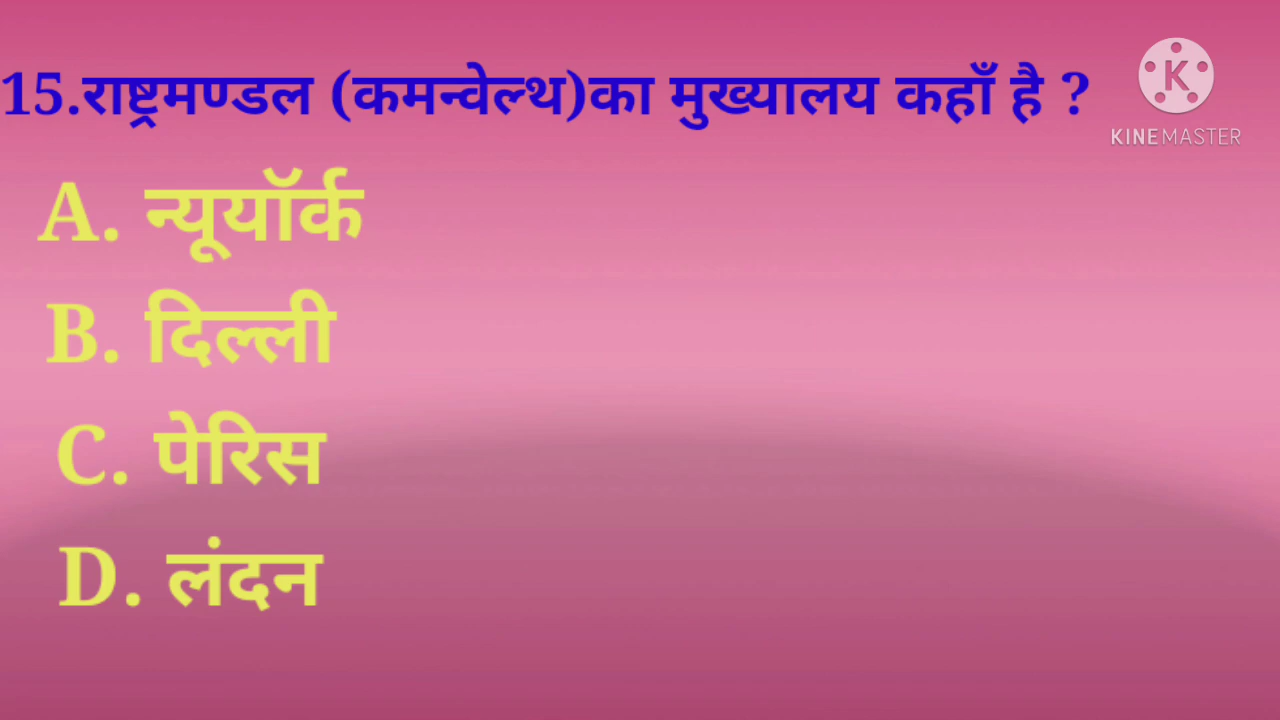 15.राष्ट्रमण्डल (कमन्वेल्थ)का मुख्यालय कहाँ है ?
K
KINEMASTER
A. न्यूयॉर्क
B. दिल्ली
C. पेरिस
D. लंदन